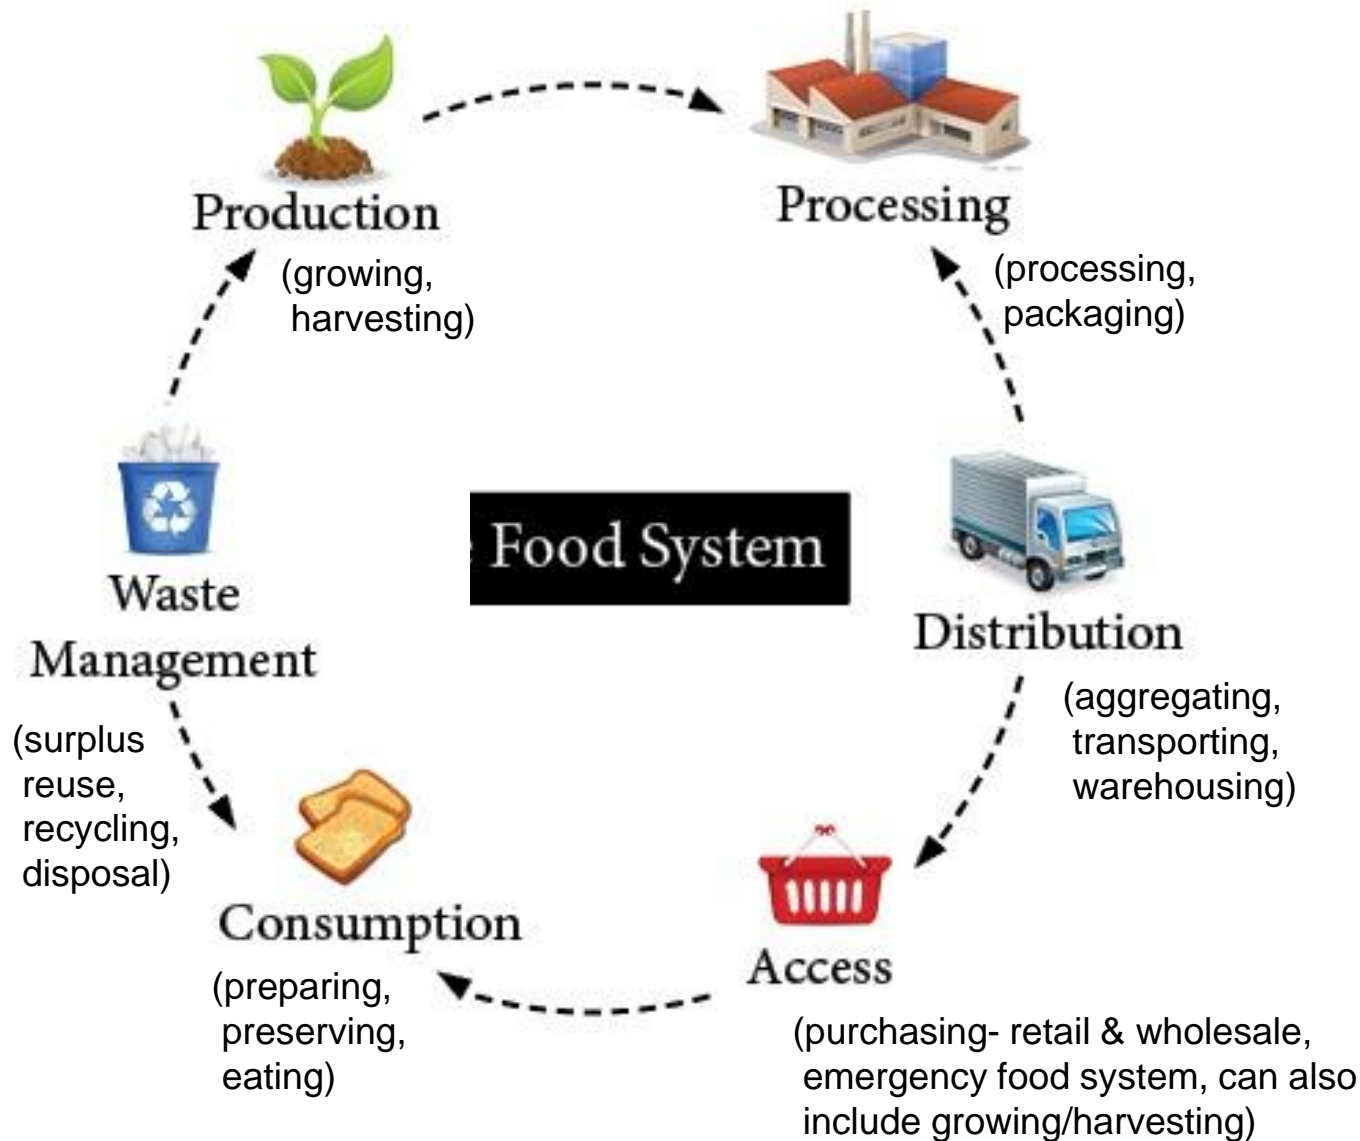 Production
(growing,
harvesting)
Processing
(processing,
packaging)
Food System
Waste
Management
(surplus
reuse,
recycling,
disposal)
Distribution
(aggregating,
transporting,
warehousing)
Consumption
(preparing,
preserving,
eating)
Access
(purchasing- retail & wholesale,
emergency food system, can also
include growing/harvesting)